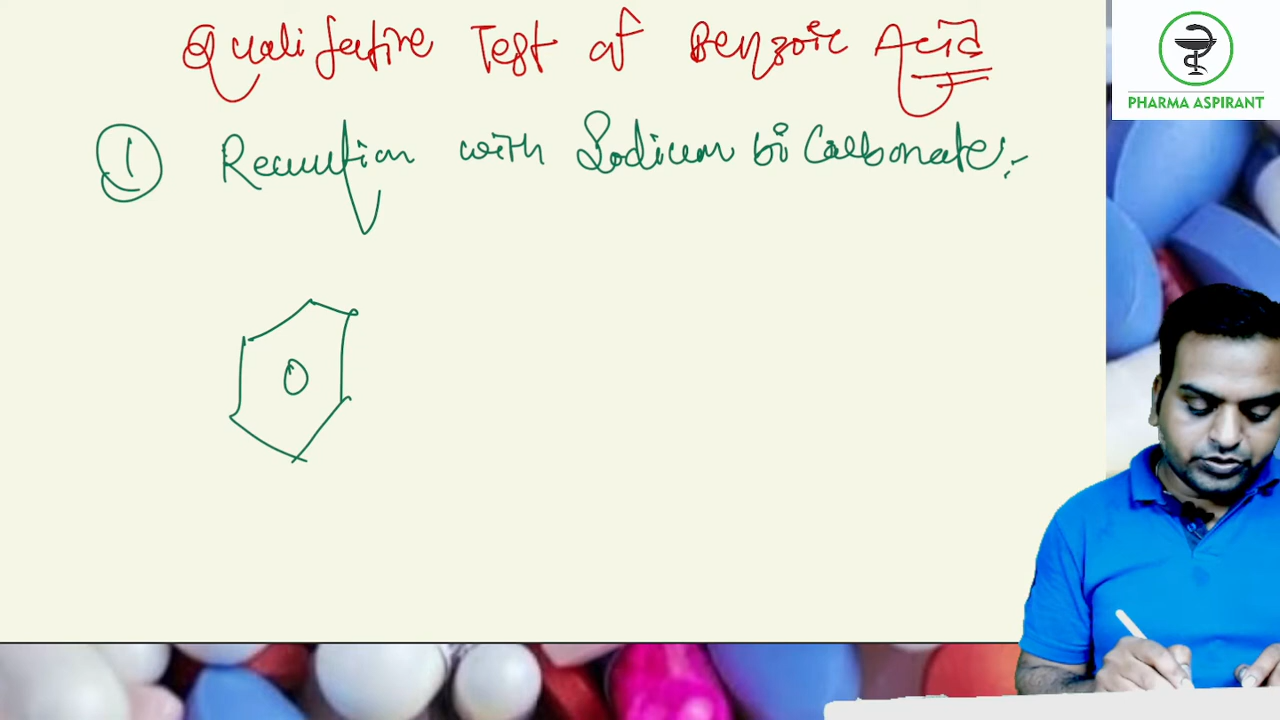 Qualitative Test of Benzoic Acid
① Reaction with Sodium bi Carbonate:-
PHARMA ASPIRANT